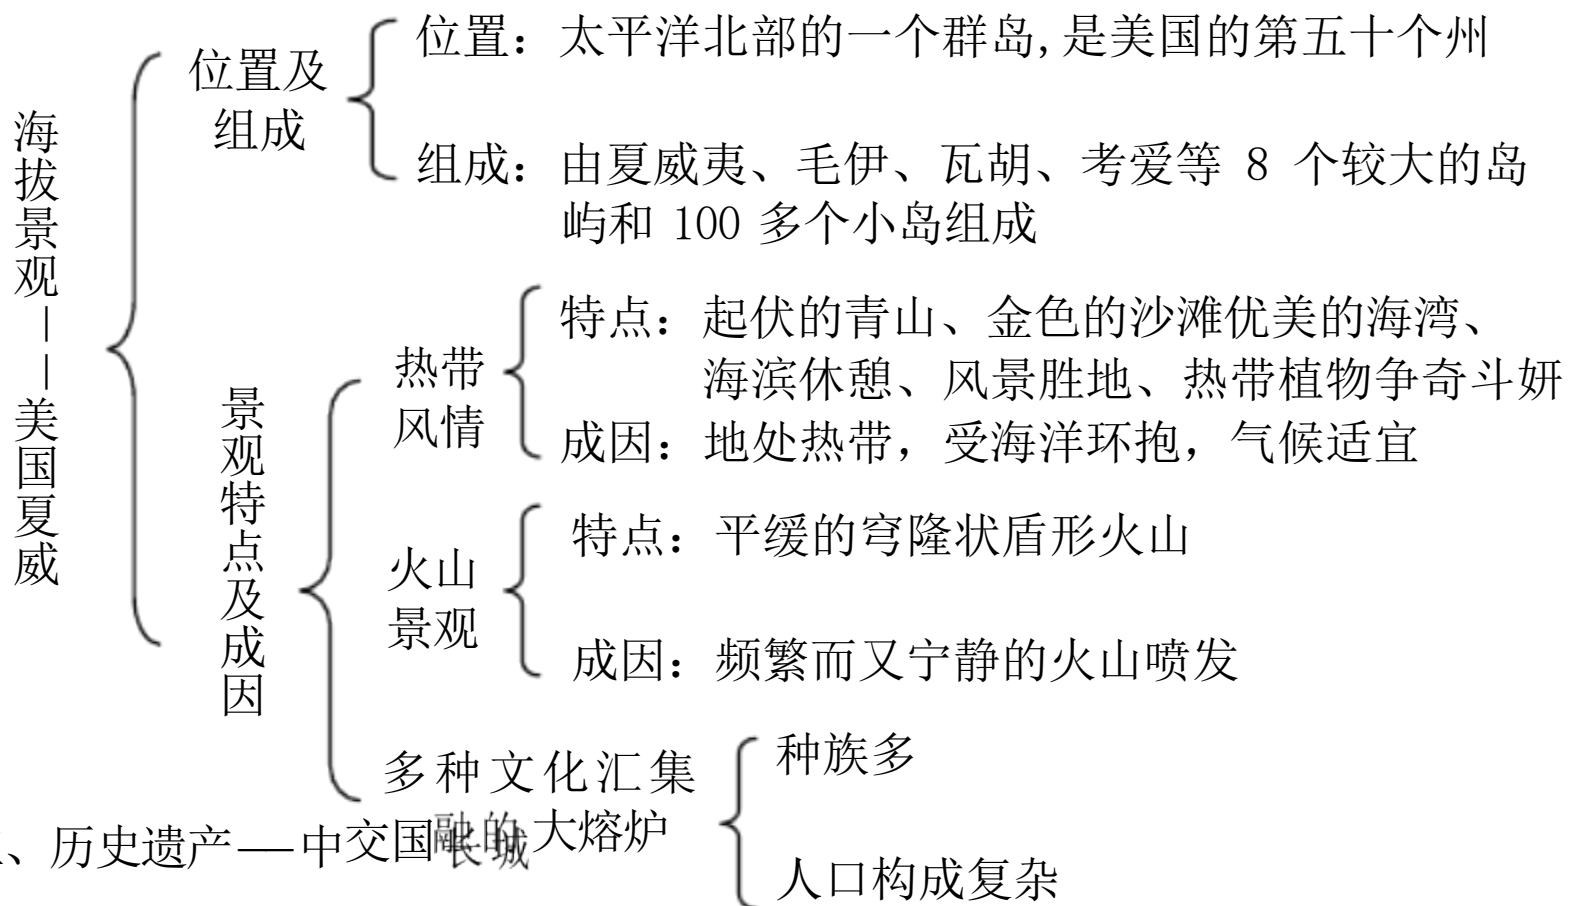 海拔景观——美国夏威
位置及
组成
位置：太平洋北部的一个群岛,是美国的第五十个州
组成：由夏威夷、毛伊、瓦胡、考爱等 8 个较大的岛
屿和 100 多个小岛组成
景观特点及成因
热带
风情
特点：起伏的青山、金色的沙滩优美的海湾、
海滨休憩、风景胜地、热带植物争奇斗妍
成因：地处热带，受海洋环抱，气候适宜
火山
景观
特点：平缓的穹隆状盾形火山
成因：频繁而又宁静的火山喷发
多种文化汇集
交融的大熔炉
种族多
人口构成复杂
、历史遗产——中国长城